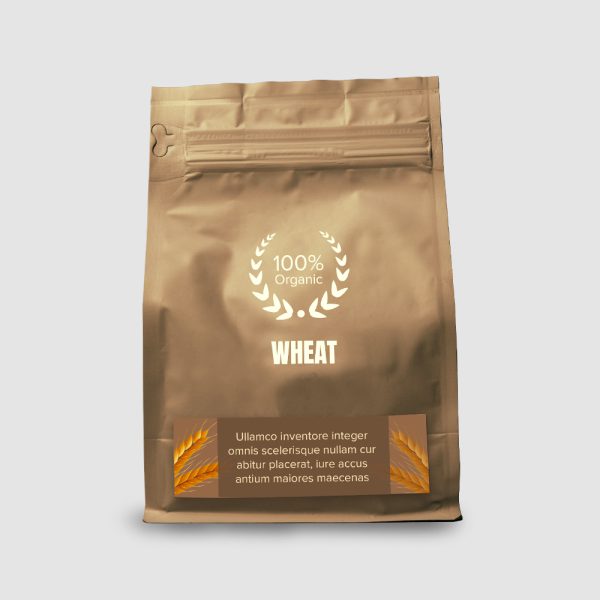 100%
Organic
WHEAT
Ullamco inventore integer
omnis scelerisque nullam cur
abitur placerat, iure accus
antium maiores maecenas